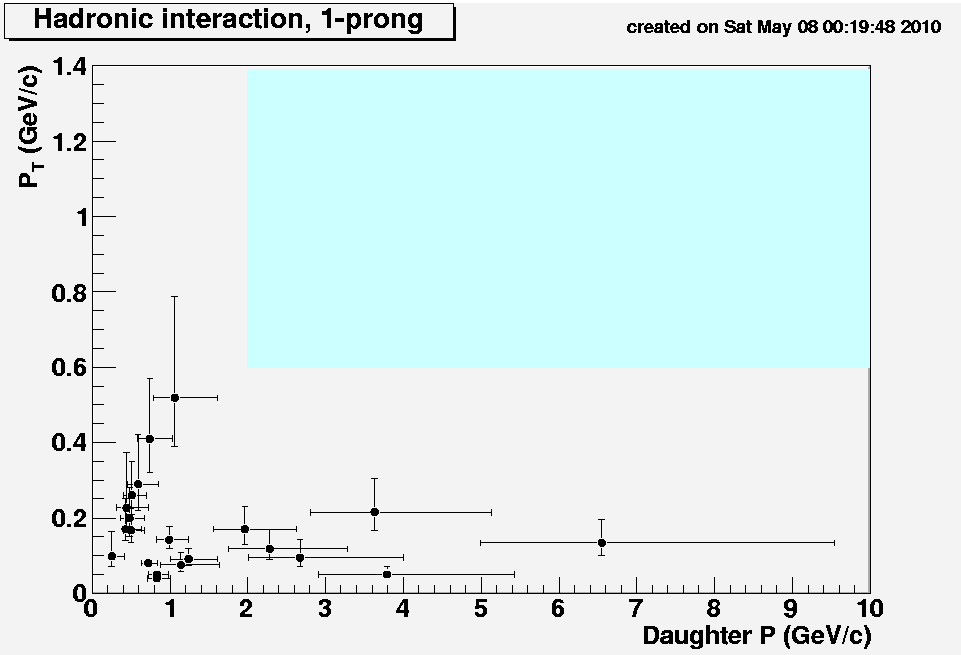 Hadronic interaction, 1-prong
created on Sat May 08 00:19:48 2010
P_T (GeV/c)
1.4
1.2
1
0.8
0.6
0.4
0.2
0
0 1 2 3 4 5 6 7 8 9 10
Daughter P (GeV/c)